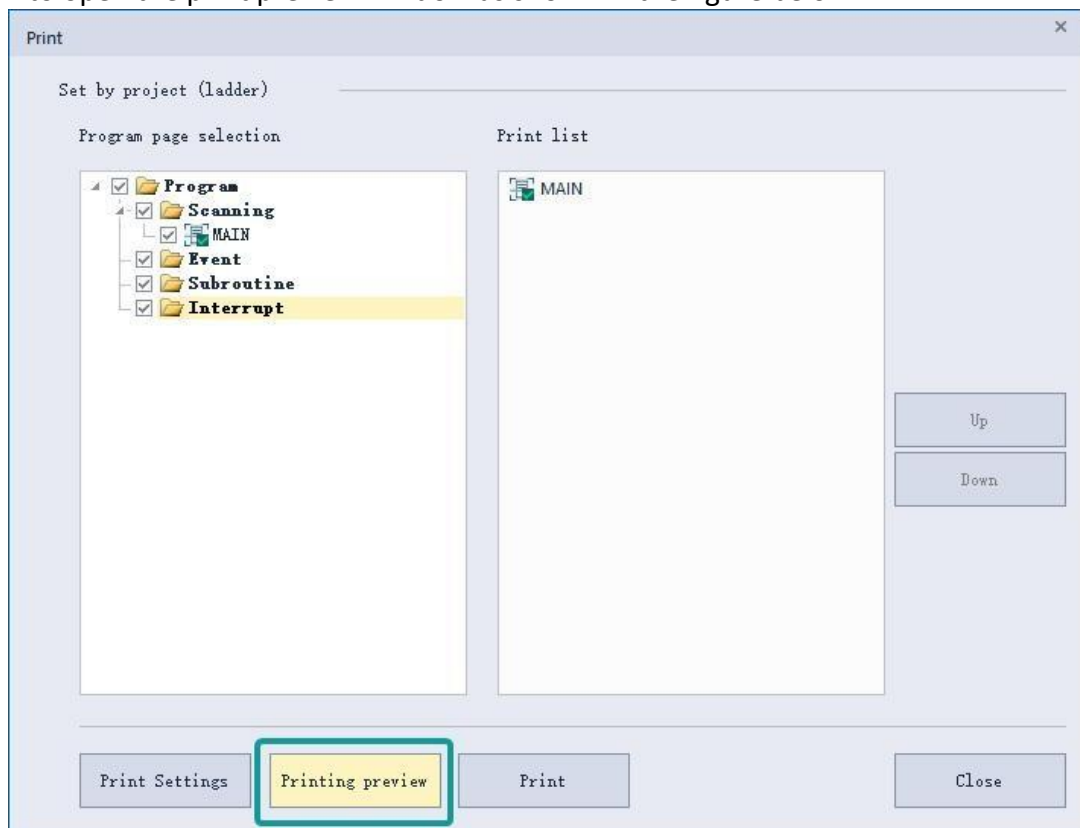 Print
Set by project (ladder)
Program page selection
Print list
Program
Scanning
MAIN
Event
Subroutine
Interrupt
MAIN
Up
Down
Print Settings
Printing preview
Print
Close